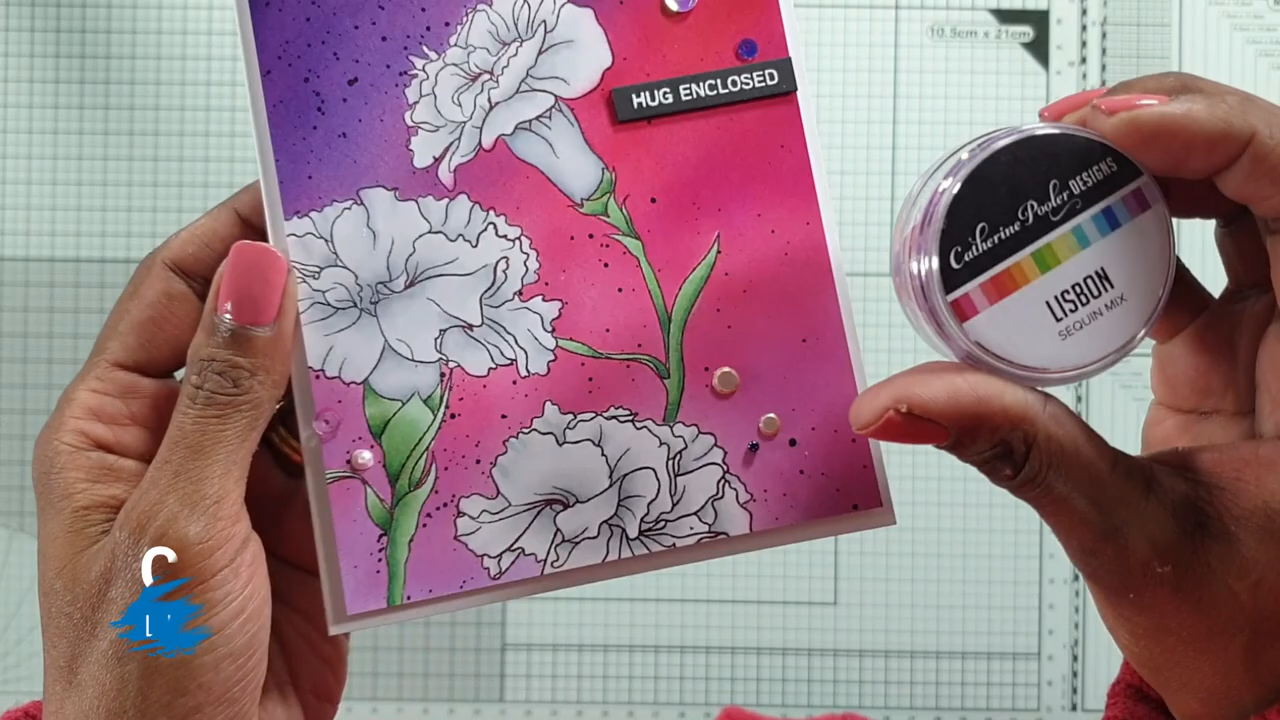 10.5cm x 21cm
HUG ENCLOSED
Catherine Pooler DESIGNS
LISBON
SEQUIN MIX